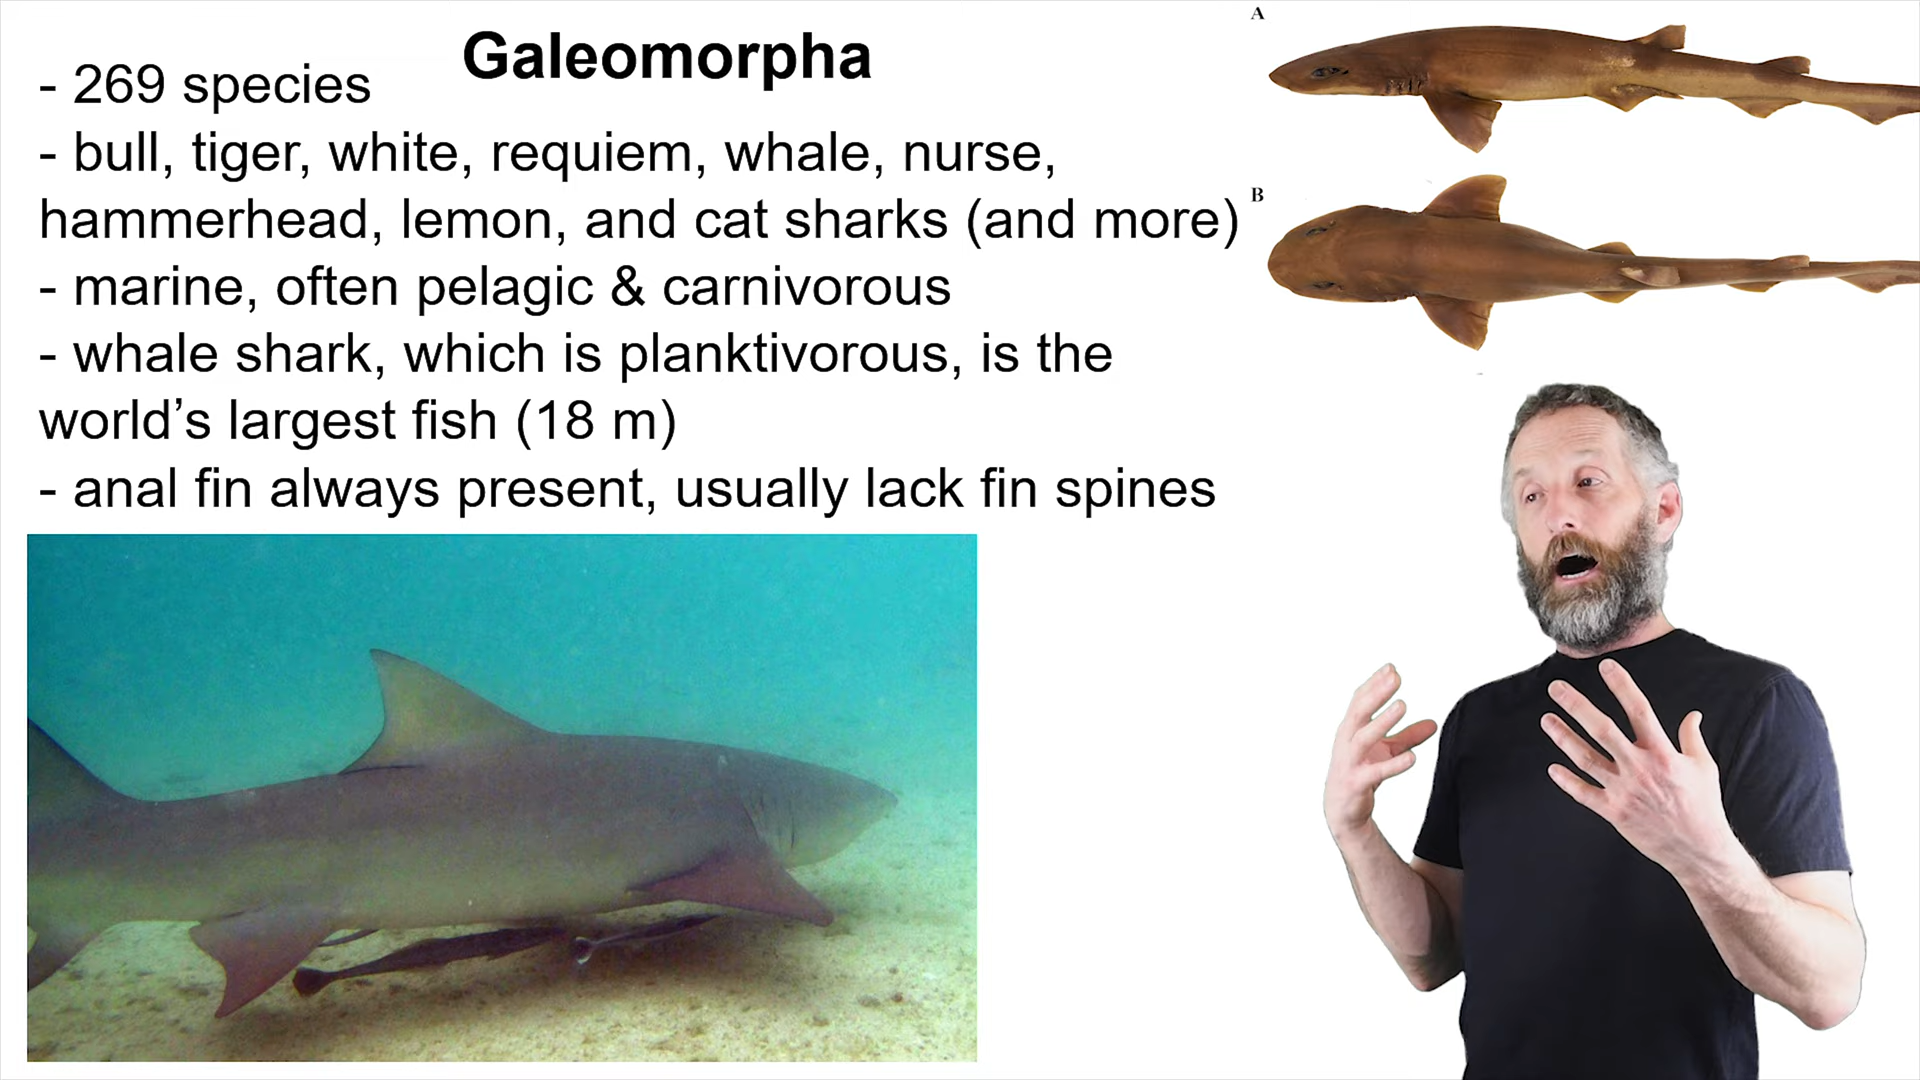 Galeomorpha
- 269 species
- bull, tiger, white, requiem, whale, nurse,
hammerhead, lemon, and cat sharks (and more)
- marine, often pelagic & carnivorous
- whale shark, which is planktivorous, is the
world’s largest fish (18 m)
- anal fin always present, usually lack fin spines
A
B